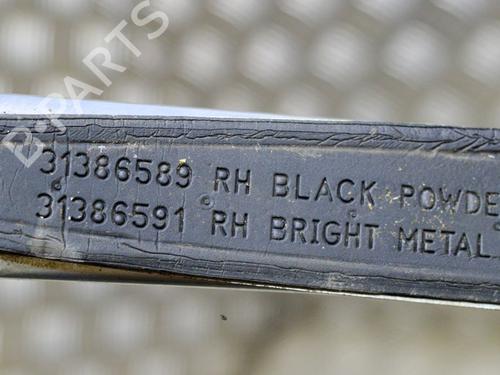 B-PARTS
31386589 RH BLACK POWDE
31386591 RH BRIGHT METAL